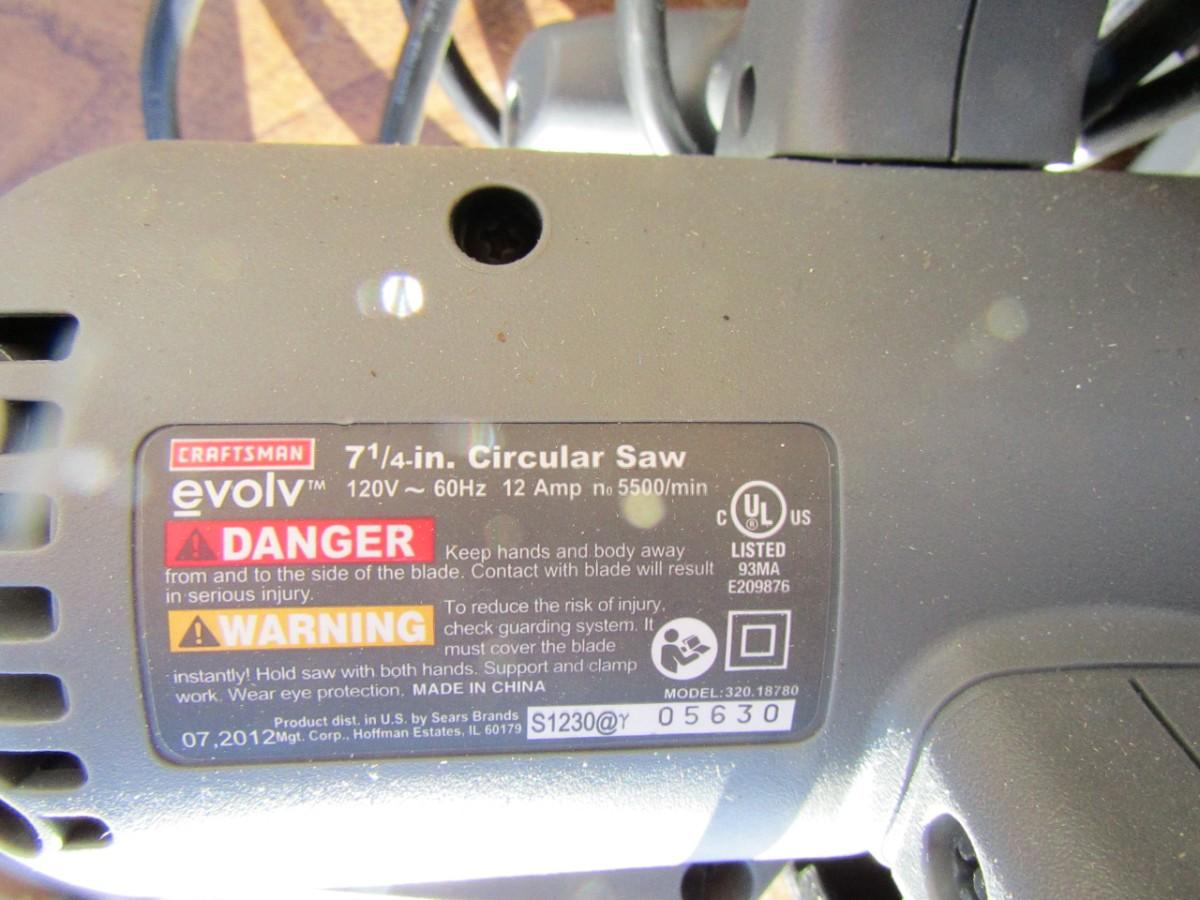 CRAFTSMAN
evolv™
7 1/4-in. Circular Saw
120V ~ 60Hz 12 Amp n₀ 5500/min
DANGER
Keep hands and body away
from and to the side of the blade. Contact with blade will result
in serious injury.
C UL ® US
LISTED
93MA
E209876
WARNING
To reduce the risk of injury,
check guarding system. It
must cover the blade
instantly! Hold saw with both hands. Support and clamp
work. Wear eye protection. MADE IN CHINA
MODEL:320.18780
Product dist. in U.S. by Sears Brands
Mgt. Corp., Hoffman Estates, IL 60179
07,2012
S1230@γ 05630